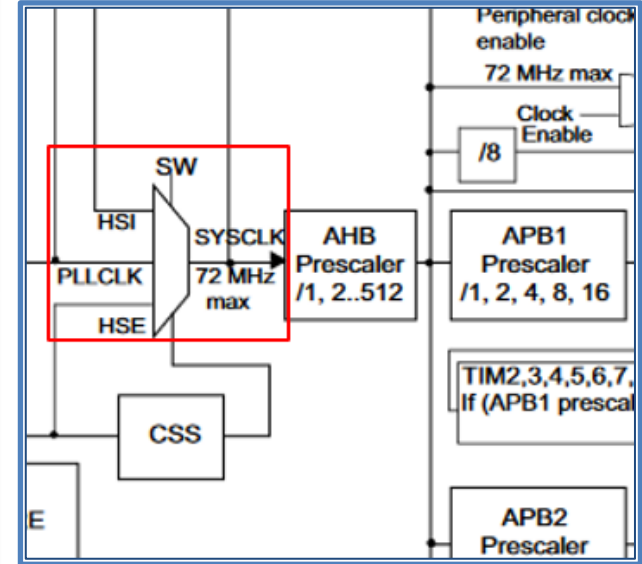 Peripheral clock
enable
72 MHz max
Clock
Enable
/8
SW
HSI
SYSCLK
PLLCLK
72 MHz
max
HSE
AHB
Prescaler
/1, 2..512
APB1
Prescaler
/1, 2, 4, 8, 16
TIM2,3,4,5,6,7,
If (APB1 prescal
CSS
E
APB2
Prescaler